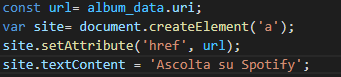 const url= album_data.uri;
var site= document.createElement('a');
site.setAttribute('href', url);
site.textContent = 'Ascolta su Spotify';